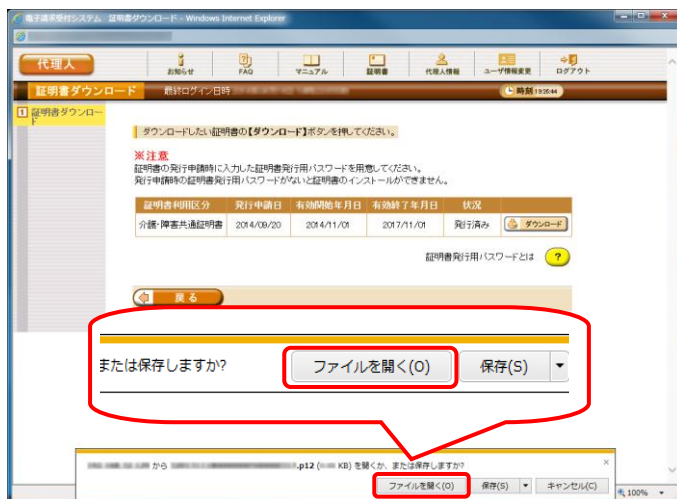 電子請求受付システム 証明書ダウンロード - Windows Internet Explorer
代理人
お知らせ FAQ マニュアル 証明書 代理人情報 ユーザ情報変更 ログアウト
証明書ダウンロード 最終ログイン日時 時刻 19:26:44
1 証明書ダウンロー
ド
ダウンロードしたい証明書の【ダウンロード】ボタンを押してください。
※注意
証明書の発行申請時に入力した証明書発行用パスワードを用意してください。
発行申請時の証明書発行用パスワードがないと証明書のインストールができません。
証明書利用区分 発行申請日 有効開始年月日 有効終了年月日 状況
介護・障害共通証明書 2014/09/20 2014/11/01 2017/11/01 発行済み ダウンロード
証明書発行用パスワードとは ?
戻る
または保存しますか? ファイルを開く(O) 保存(S)
から .p12 ( KB) を開くか、または保存しますか?
ファイルを開く(O) 保存(S) キャンセル(C)
100%